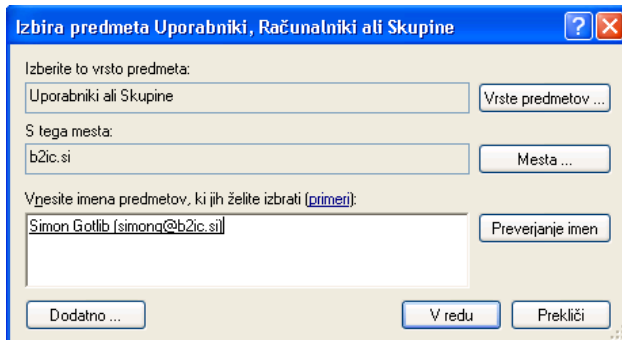 Izbira predmeta Uporabniki, Računalniki ali Skupine
Izberite to vrsto predmeta:
Uporabniki ali Skupine
Vrste predmetov ...
S tega mesta:
b2ic.si
Mesta ...
Vnesite imena predmetov, ki jih želite izbrati (primeri):
Simon Gotlib (simong@b2ic.si)
Preverjanje imen
Dodatno ...
V redu
Prekliči